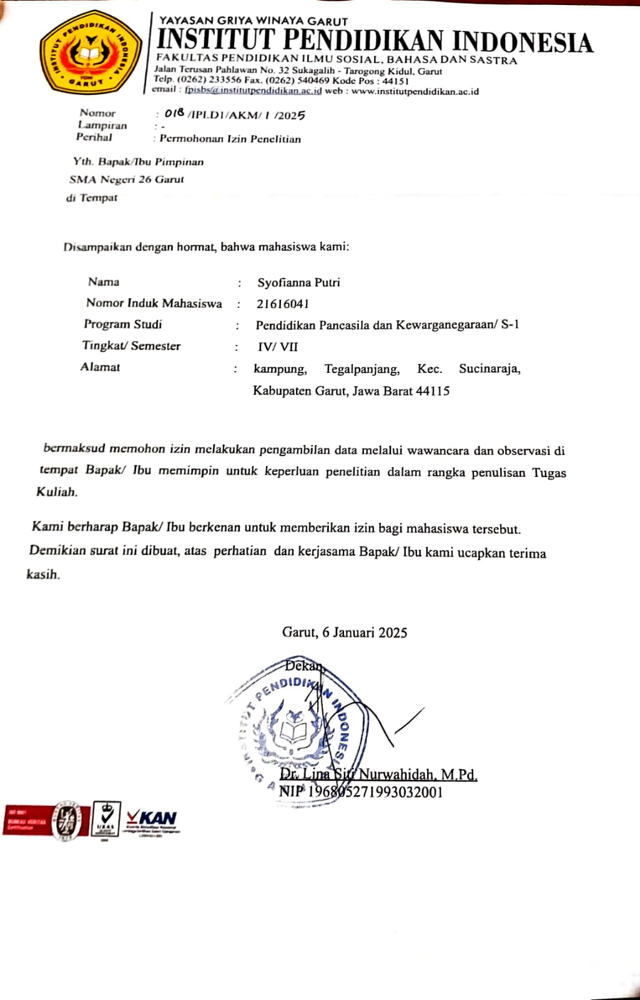 YAYASAN GRIYA WINAYA GARUT
INSTITUT PENDIDIKAN INDONESIA
FAKULTAS PENDIDIKAN ILMU SOSIAL, BAHASA DAN SASTRA
Jalan Terusan Pahlawan No. 32 Sukagalih - Tarogong Kidul, Garut
Telp. (0262) 233556 Fax. (0262) 540469 Kode Pos : 44151
email : fpisbs@institutpendidikan.ac.id web : www.institutpendidikan.ac.id
INSTITUT PENDIDIKAN INDONESIA
YGW
GARUT
Nomor : 018 /IPI.D1/AKM/ 1 /2025
Lampiran : -
Perihal : Permohonan Izin Penelitian
Yth. Bapak/Ibu Pimpinan
SMA Negeri 26 Garut
di Tempat
Disampaikan dengan hormat, bahwa mahasiswa kami:
Nama : Syofianna Putri
Nomor Induk Mahasiswa : 21616041
Program Studi : Pendidikan Pancasila dan Kewarganegaraan/ S-1
Tingkat/ Semester : IV/ VII
Alamat : kampung, Tegalpanjang, Kec. Sucinaraja,
Kabupaten Garut, Jawa Barat 44115
bermaksud memohon izin melakukan pengambilan data melalui wawancara dan observasi di
tempat Bapak/ Ibu memimpin untuk keperluan penelitian dalam rangka penulisan Tugas
Kuliah.
Kami berharap Bapak/ Ibu berkenan untuk memberikan izin bagi mahasiswa tersebut.
Demikian surat ini dibuat, atas perhatian dan kerjasama Bapak/ Ibu kami ucapkan terima
kasih.
Garut, 6 Januari 2025
Dekan,
INSTITUT PENDIDIKAN INDONESIA
GARUT
Dr. Lina Siti Nurwahidah, M.Pd.
NIP 196805271993032001
ISO 9001
BUREAU VERITAS
Certification
UKAS
KAN